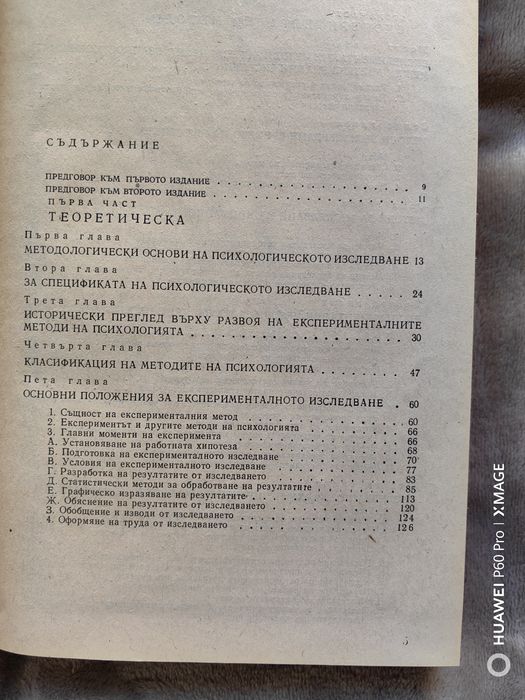 СЪДЪРЖАНИЕ
ПРЕДГОВОР КЪМ ПЪРВОТО ИЗДАНИЕ . . . . . . . . . . . . . . . . 9
ПРЕДГОВОР КЪМ ВТОРОТО ИЗДАНИЕ . . . . . . . . . . . . . . . . 11
ПЪРВА ЧАСТ
ТЕОРЕТИЧЕСКА
Първа глава
МЕТОДОЛОГИЧЕСКИ ОСНОВИ НА ПСИХОЛОГИЧЕСКОТО ИЗСЛЕДВАНЕ 13
Втора глава
ЗА СПЕЦИФИКАТА НА ПСИХОЛОГИЧЕСКОТО ИЗСЛЕДВАНЕ . . . . . 24
Трета глава
ИСТОРИЧЕСКИ ПРЕГЛЕД ВЪРХУ РАЗВОЯ НА ЕКСПЕРИМЕНТАЛНИТЕ
МЕТОДИ НА ПСИХОЛОГИЯТА . . . . . . . . . . . . . . . . . . 30
Четвърта глава
КЛАСИФИКАЦИЯ НА МЕТОДИТЕ НА ПСИХОЛОГИЯТА . . . . . . . . 47
Пета глава
ОСНОВНИ ПОЛОЖЕНИЯ ЗА ЕКСПЕРИМЕНТАЛНОТО ИЗСЛЕДВАНЕ . 60
1. Същност на експерименталния метод . . . . . . . . . . . . 60
2. Експериментът и другите методи на психологията . . . . . . . 66
3. Главни моменти на експеримента . . . . . . . . . . . . . 66
А. Установяване на работната хипотеза . . . . . . . . . . . . 68
Б. Подготовка на експерименталното изследване . . . . . . . . 70
В. Условия на експерименталното изследване . . . . . . . . . 77
Г. Разработка на резултатите от изследването . . . . . . . . . 83
Д. Статистически методи за обработване на резултатите . . . . . 85
Е. Графическо изразяване на резултатите . . . . . . . . . . . 113
Ж. Обяснение на резултатите от изследването . . . . . . . . . 120
З. Обобщение и изводи от изследването . . . . . . . . . . . . 124
4. Оформяне на труда от изследването . . . . . . . . . . . . 126
HUAWEI P60 Pro | XMAGE